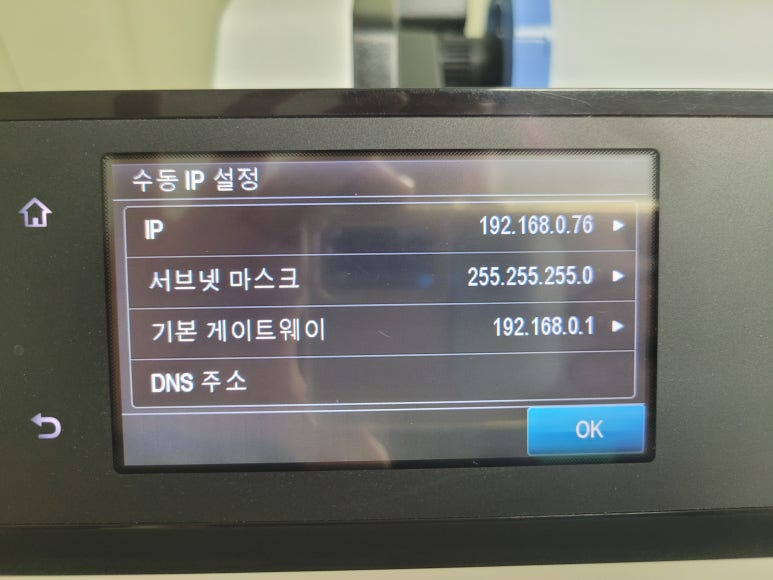 수동 IP 설정
IP 192.168.0.76
서브넷 마스크 255.255.255.0
기본 게이트웨이 192.168.0.1
DNS 주소
OK